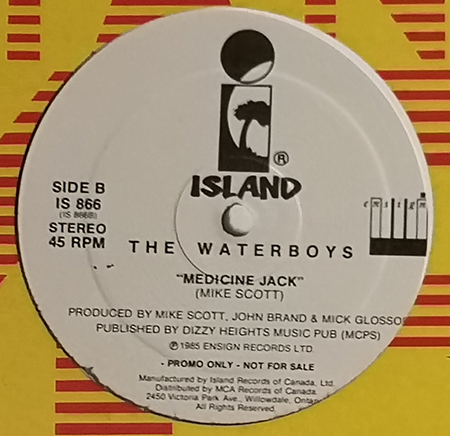 ®
ISLAND
SIDE B
IS 866
(IS 866B)
STEREO
45 RPM
ensign
THE WATERBOYS
"MEDICINE JACK"
(MIKE SCOTT)
PRODUCED BY MIKE SCOTT, JOHN BRAND & MICK GLOSSO
PUBLISHED BY DIZZY HEIGHTS MUSIC PUB (MCPS)
℗ 1985 ENSIGN RECORDS LTD.
- PROMO ONLY - NOT FOR SALE
Manufactured by Island Records of Canada, Ltd.
Distributed by MCA Records of Canada.
2450 Victoria Park Ave., Willowdale, Ontar
All Rights Reserved.